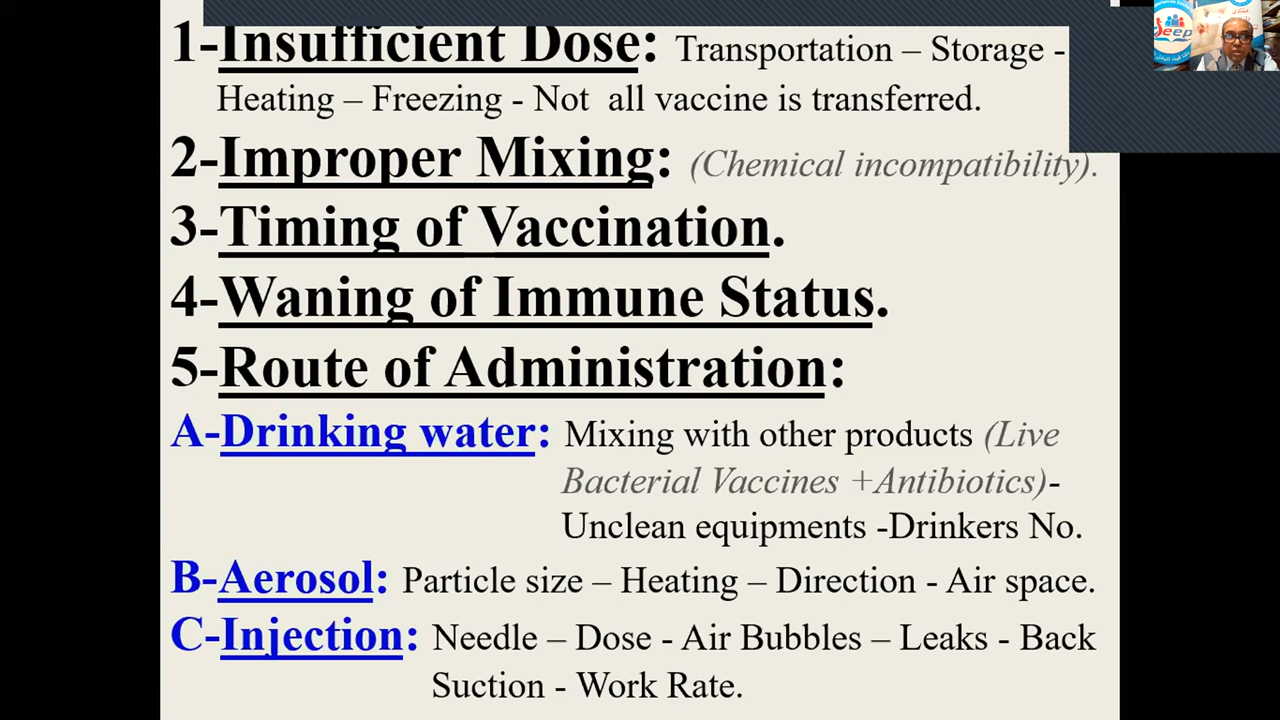 1-Insufficient Dose: Transportation – Storage -
Heating – Freezing - Not all vaccine is transferred.
2-Improper Mixing: (Chemical incompatibility).
3-Timing of Vaccination.
4-Waning of Immune Status.
5-Route of Administration:
A-Drinking water: Mixing with other products (Live
Bacterial Vaccines +Antibiotics)-
Unclean equipments -Drinkers No.
B-Aerosol: Particle size – Heating – Direction - Air space.
C-Injection: Needle – Dose - Air Bubbles – Leaks - Back
Suction - Work Rate.